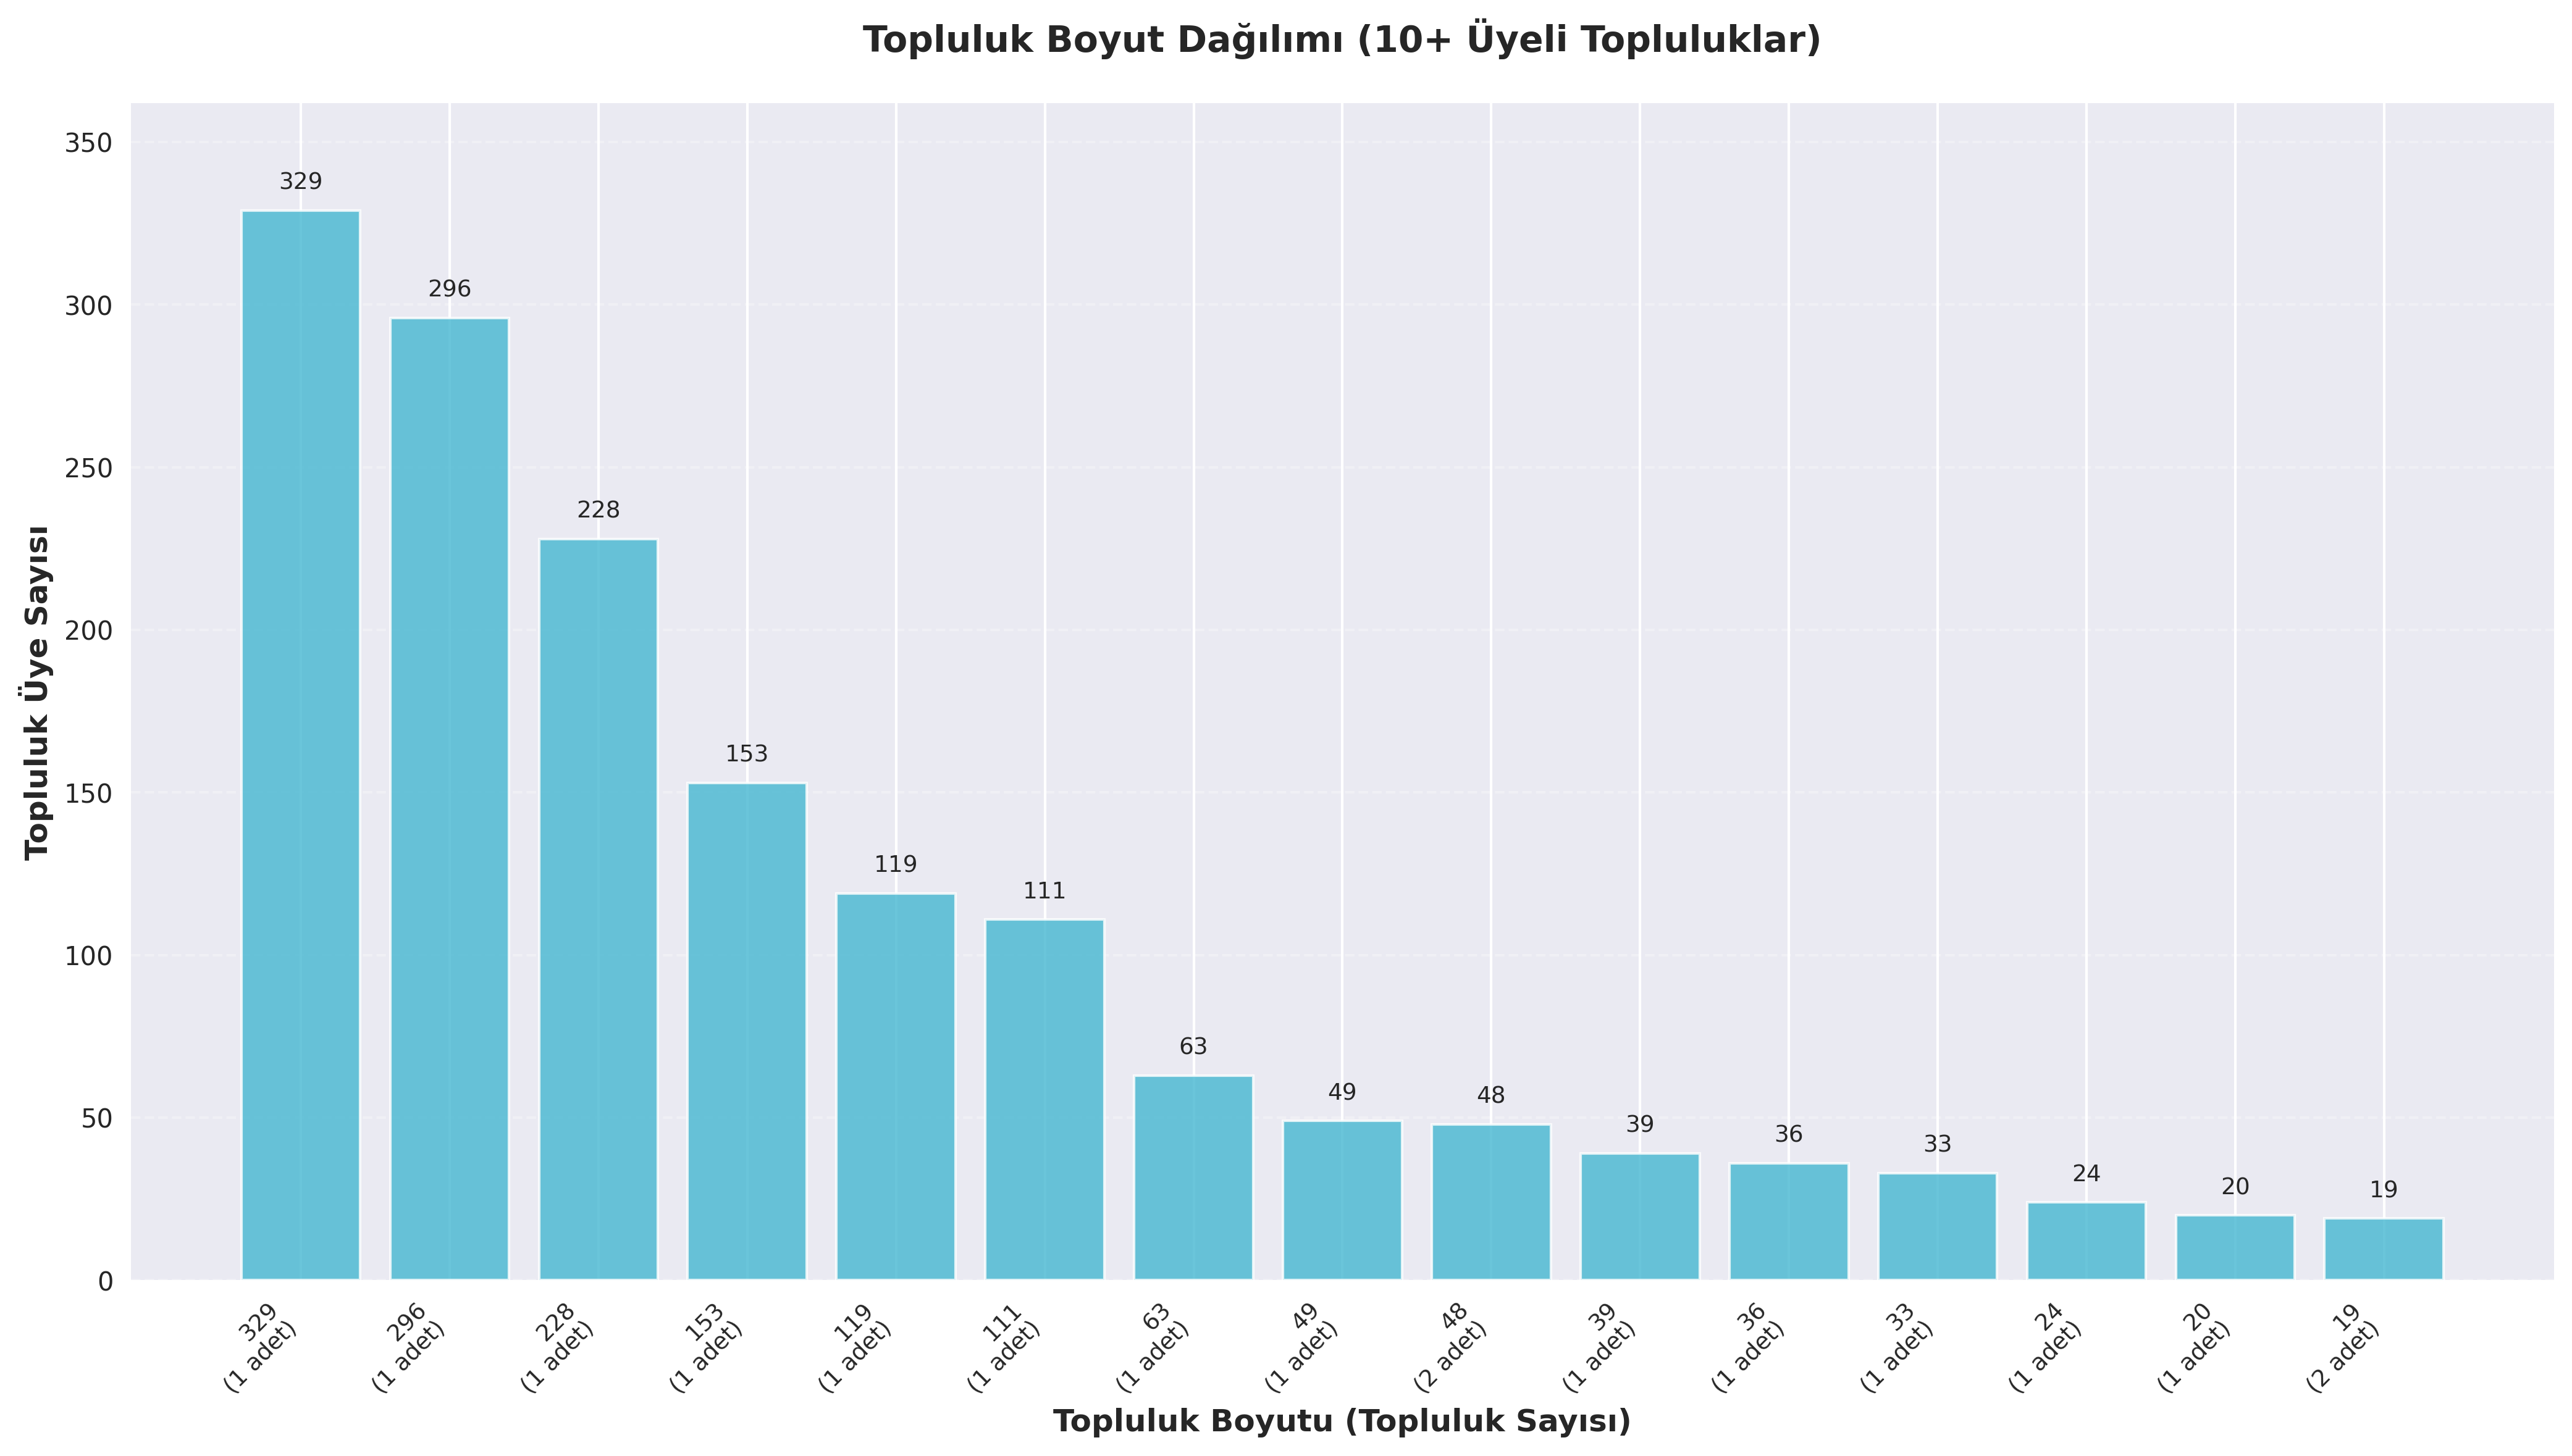 Topluluk Boyut Dağılımı (10+ Üyeli Topluluklar)
Topluluk Üye Sayısı
350
300
250
200
150
100
50
0
329
296
228
153
119
111
63
49
48
39
36
33
24
20
19
329
(1 adet)
296
(1 adet)
228
(1 adet)
153
(1 adet)
119
(1 adet)
111
(1 adet)
63
(1 adet)
49
(1 adet)
48
(2 adet)
39
(1 adet)
36
(1 adet)
33
(1 adet)
24
(1 adet)
20
(1 adet)
19
(2 adet)
Topluluk Boyutu (Topluluk Sayısı)